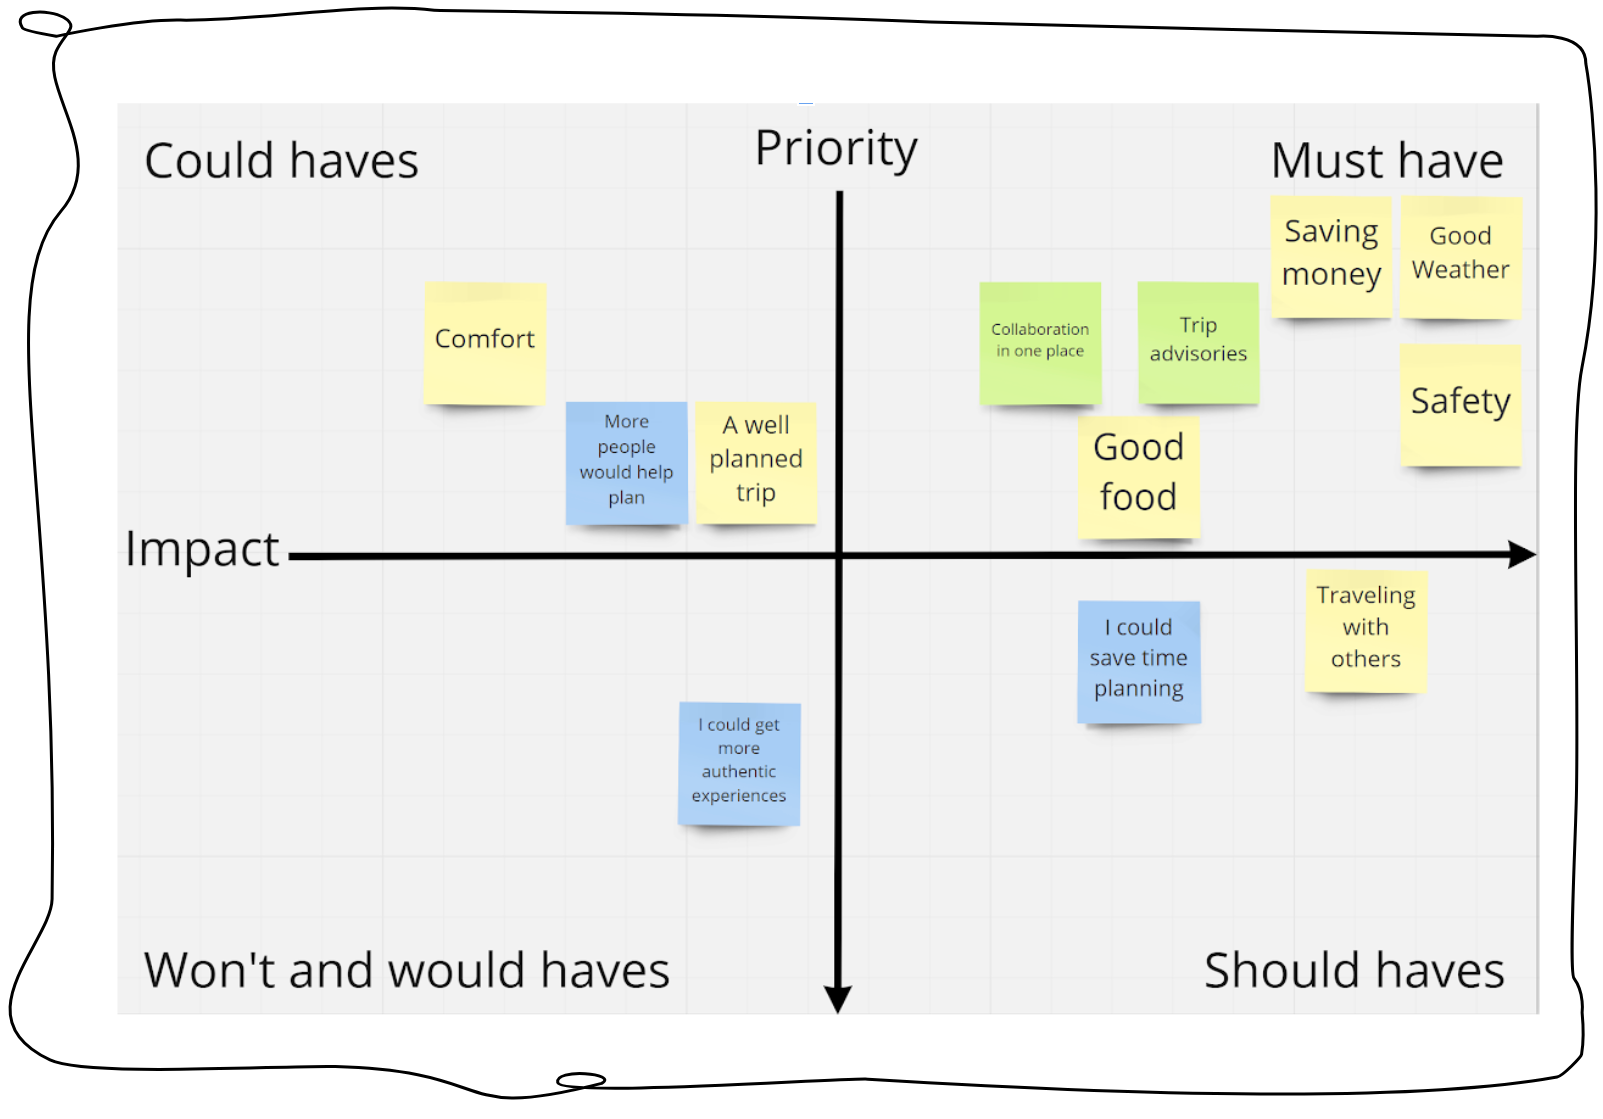 Could haves
Priority
Must have
Saving
money
Good
Weather
Comfort
Collaboration
in one place
Trip
advisories
Safety
More
people
would help
plan
A well
planned
trip
Good
food
Impact
Traveling
with
others
I could
save time
planning
I could get
more
authentic
experiences
Won't and would haves
Should haves